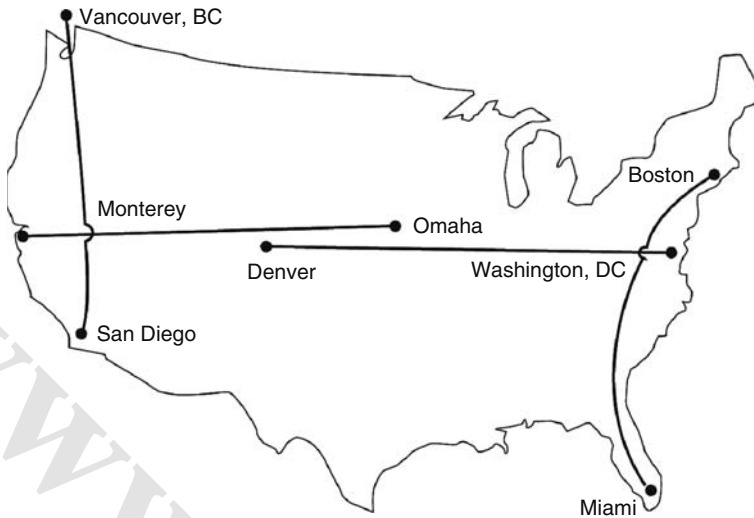 Vancouver, BC
Boston
Monterey
Omaha
Denver
Washington, DC
San Diego
Miami